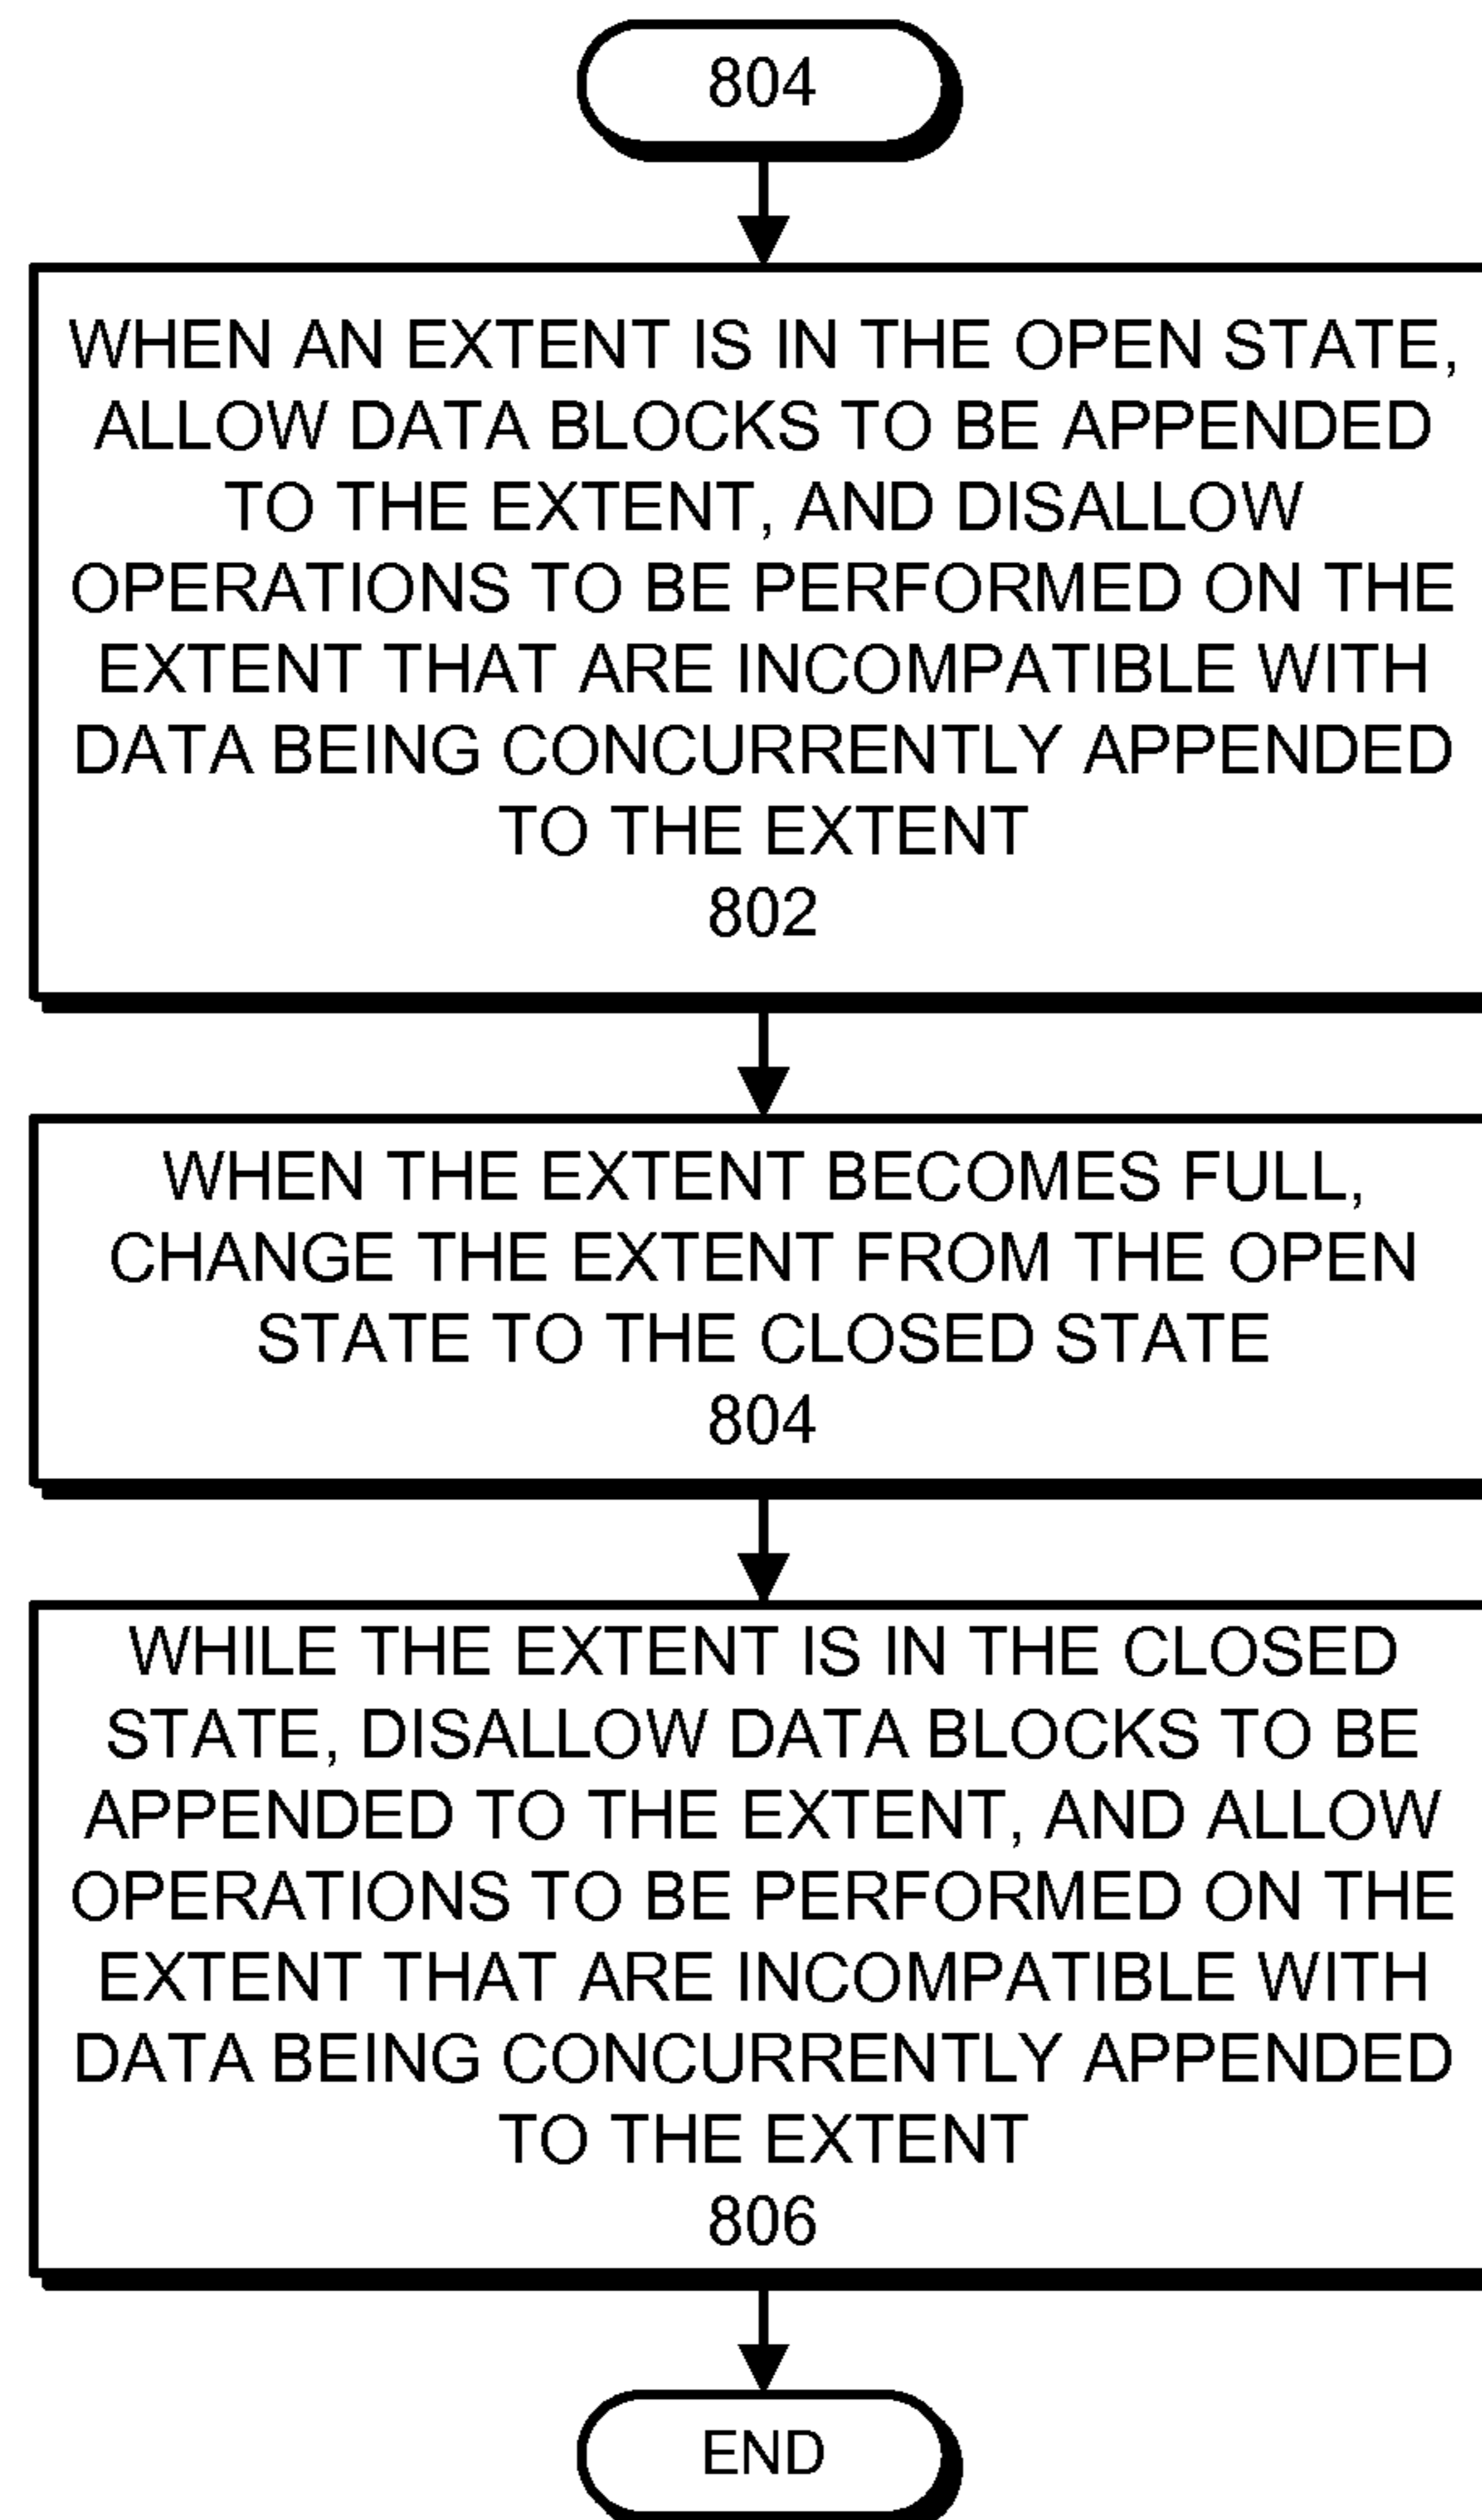 804
WHEN AN EXTENT IS IN THE OPEN STATE,
ALLOW DATA BLOCKS TO BE APPENDED
TO THE EXTENT, AND DISALLOW
OPERATIONS TO BE PERFORMED ON THE
EXTENT THAT ARE INCOMPATIBLE WITH
DATA BEING CONCURRENTLY APPENDED
TO THE EXTENT
802
WHEN THE EXTENT BECOMES FULL,
CHANGE THE EXTENT FROM THE OPEN
STATE TO THE CLOSED STATE
804
WHILE THE EXTENT IS IN THE CLOSED
STATE, DISALLOW DATA BLOCKS TO BE
APPENDED TO THE EXTENT, AND ALLOW
OPERATIONS TO BE PERFORMED ON THE
EXTENT THAT ARE INCOMPATIBLE WITH
DATA BEING CONCURRENTLY APPENDED
TO THE EXTENT
806
END